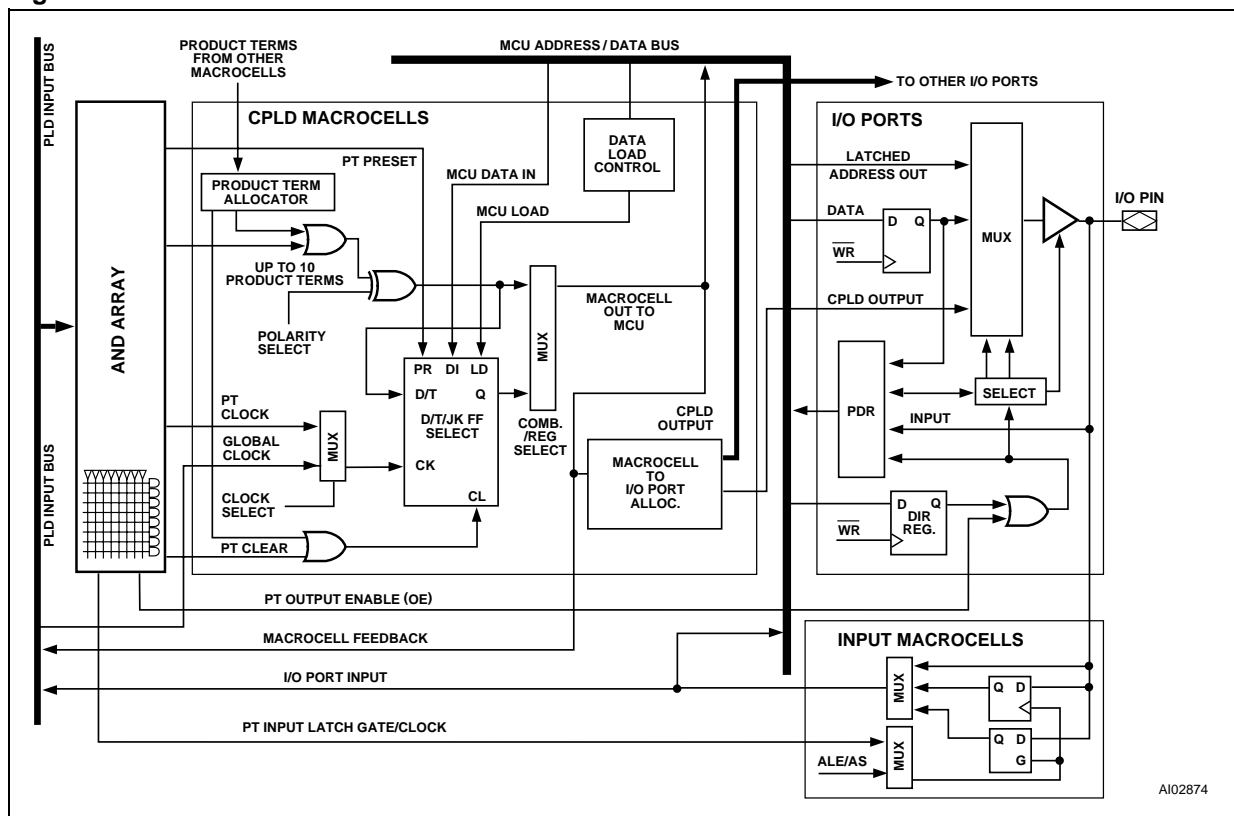 PLD INPUT BUS
PLD INPUT BUS
AND ARRAY
PRODUCT TERMS
FROM OTHER
MACROCELLS
MCU ADDRESS / DATA BUS
TO OTHER I/O PORTS
CPLD MACROCELLS
PT PRESET
PRODUCT TERM
ALLOCATOR
MCU DATA IN
MCU LOAD
DATA
LOAD
CONTROL
UP TO 10
PRODUCT TERMS
POLARITY
SELECT
MUX
MACROCELL
OUT TO
MCU
PR DI LD
D/T Q
D/T/JK FF
SELECT
CK
CL
COMB.
/REG
SELECT
PT
CLOCK
GLOBAL
CLOCK
MUX
CLOCK
SELECT
PT CLEAR
CPLD
OUTPUT
MACROCELL
TO
I/O PORT
ALLOC.
I/O PORTS
LATCHED
ADDRESS OUT
DATA
D Q
WR
MUX
I/O PIN
CPLD OUTPUT
PDR
SELECT
INPUT
D Q
DIR
REG.
WR
PT OUTPUT ENABLE (OE)
MACROCELL FEEDBACK
I/O PORT INPUT
PT INPUT LATCH GATE/CLOCK
INPUT MACROCELLS
MUX
Q D
Q D
G
MUX
ALE/AS
AI02874